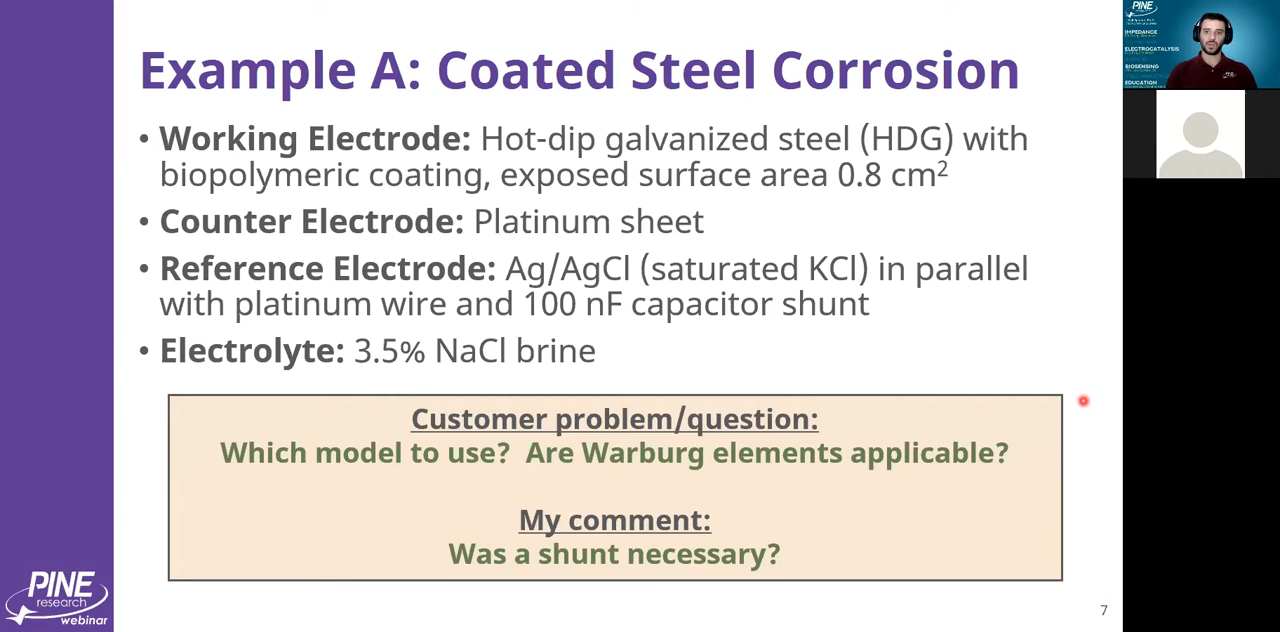 Example A: Coated Steel Corrosion
• Working Electrode: Hot-dip galvanized steel (HDG) with
biopolymeric coating, exposed surface area 0.8 cm²
• Counter Electrode: Platinum sheet
• Reference Electrode: Ag/AgCl (saturated KCl) in parallel
with platinum wire and 100 nF capacitor shunt
• Electrolyte: 3.5% NaCl brine
Customer problem/question:
Which model to use? Are Warburg elements applicable?
My comment:
Was a shunt necessary?
PINE
research
webinar
7
PINE
IMPEDANCE
ELECTROCATALYSIS
BIOSENSING
EDUCATION